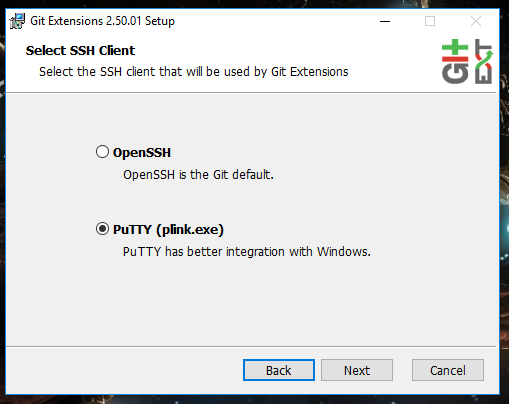 Git Extensions 2.50.01 Setup
Select SSH Client
Select the SSH client that will be used by Git Extensions
GIT
EXT
OpenSSH
OpenSSH is the Git default.
PuTTY (plink.exe)
PuTTY has better integration with Windows.
Back Next Cancel